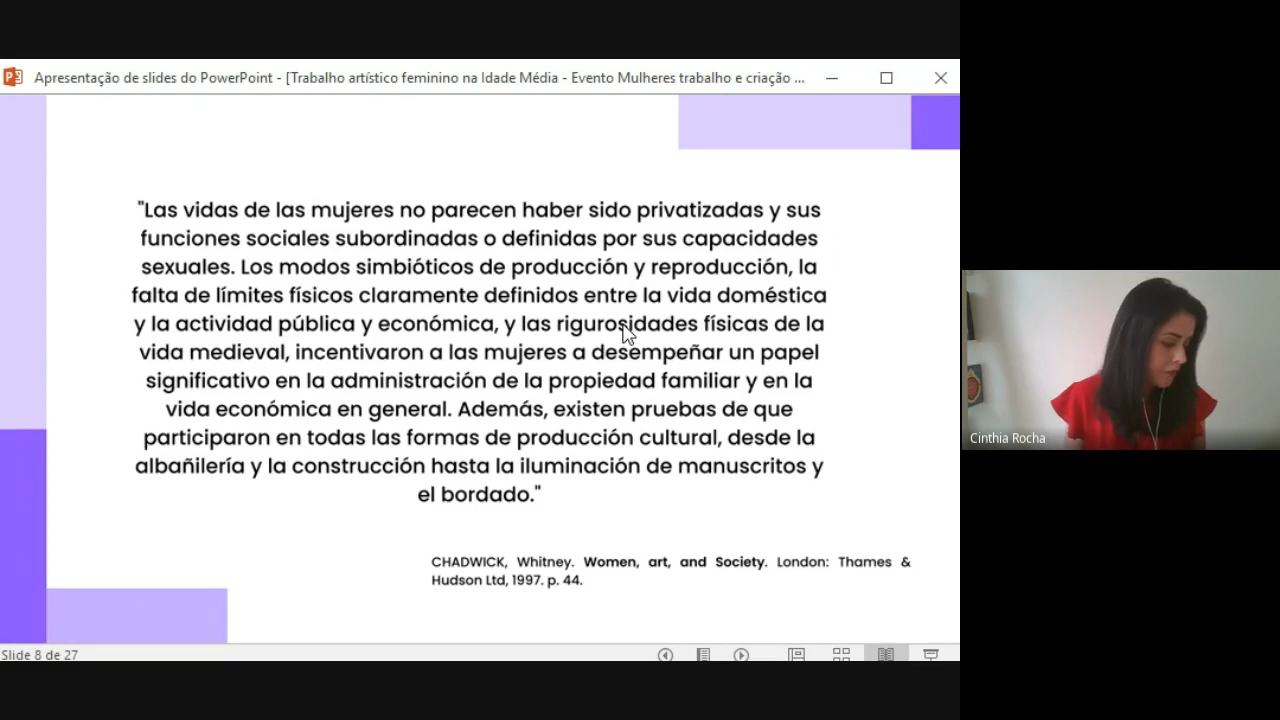 Apresentação de slides do PowerPoint - [Trabalho artístico feminino na Idade Média - Evento Mulheres trabalho e criação ...
"Las vidas de las mujeres no parecen haber sido privatizadas y sus
funciones sociales subordinadas o definidas por sus capacidades
sexuales. Los modos simbióticos de producción y reproducción, la
falta de límites físicos claramente definidos entre la vida doméstica
y la actividad pública y económica, y las rigurosidades físicas de la
vida medieval, incentivaron a las mujeres a desempeñar un papel
significativo en la administración de la propiedad familiar y en la
vida económica en general. Además, existen pruebas de que
participaron en todas las formas de producción cultural, desde la
albañilería y la construcción hasta la iluminación de manuscritos y
el bordado."
CHADWICK, Whitney. Women, art, and Society. London: Thames &
Hudson Ltd, 1997. p. 44.
Slide 8 de 27
Cinthia Rocha